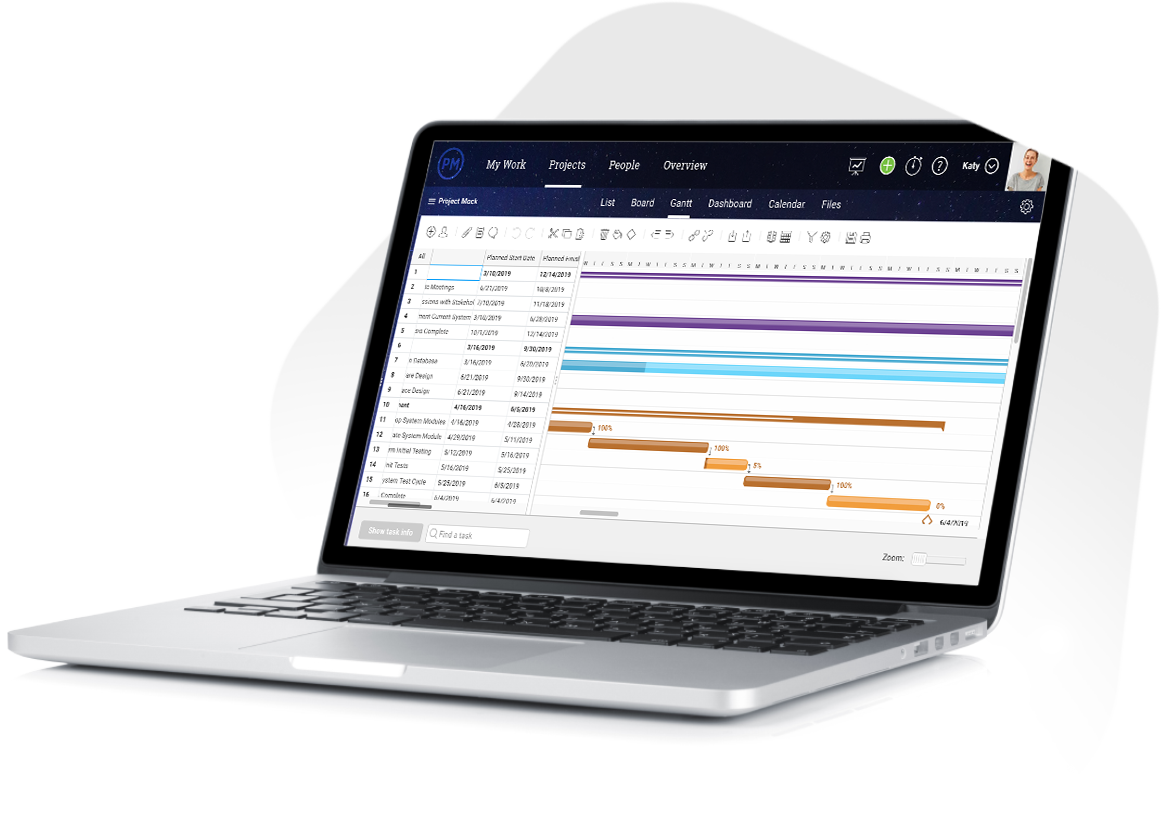 PM My Work Projects People Overview Katy
Project Mock List Board Gantt Dashboard Calendar Files
All Planned Start Date Planned Finish
1 3/10/2019 12/14/2019
2 Meetings 6/21/2019 10/8/2019
3 ssions with Stakehol 7/10/2019 11/18/2019
4 ment Current System 3/10/2019 6/28/2019
5 sis Complete 10/1/2019 12/14/2019
6 3/16/2019 9/30/2019
7 Database 3/16/2019 6/20/2019
8 are Design 6/21/2019 9/30/2019
9 ace Design 6/21/2019 9/14/2019
10 nent 4/16/2019 6/5/2019
11 op System Modules 4/16/2019 4/28/2019 100%
12 ate System Module 4/29/2019 5/11/2019 100%
13 rm Initial Testing 5/12/2019 5/16/2019 5%
14 nit Tests 5/16/2019 5/25/2019 100%
15 ystem Test Cycle 5/25/2019 6/5/2019 0%
16 Complete 6/4/2019 6/4/2019 6/4/2019
Show task info Find a task Zoom: